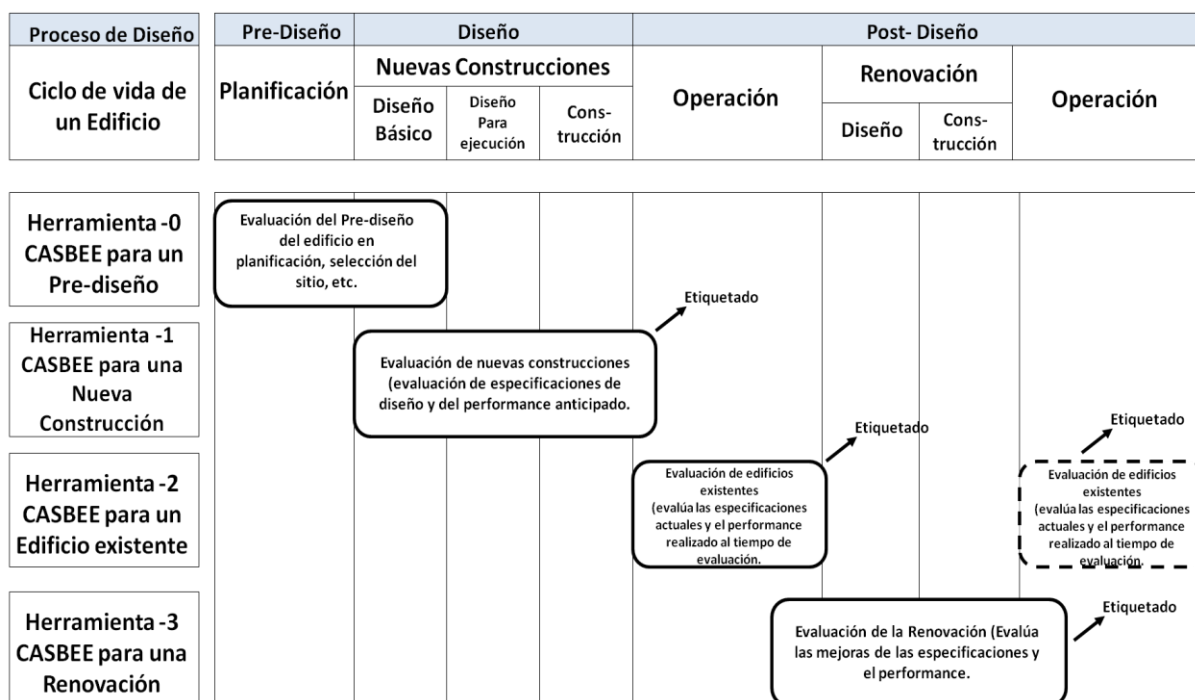 Proceso de Diseño
Pre-Diseño
Diseño
Post- Diseño
Ciclo de vida de
un Edificio
Planificación
Nuevas Construcciones
Diseño
Básico
Diseño
Para
ejecución
Cons-
trucción
Operación
Renovación
Diseño
Cons-
trucción
Operación
Herramienta -0
CASBEE para un
Pre-diseño
Evaluación del Pre-diseño
del edificio en
planificación, selección del
sitio, etc.
Herramienta -1
CASBEE para una
Nueva
Construcción
Evaluación de nuevas construcciones
(evaluación de especificaciones de
diseño y del performance anticipado.
Etiquetado
Herramienta -2
CASBEE para un
Edificio existente
Evaluación de edificios
existentes
(evalúa las especificaciones
actuales y el performance
realizado al tiempo de
evaluación.
Etiquetado
Evaluación de edificios
existentes
(evalúa las especificaciones
actuales y el performance
realizado al tiempo de
evaluación.
Etiquetado
Herramienta -3
CASBEE para una
Renovación
Evaluación de la Renovación (Evalúa
las mejoras de las especificaciones y
el performance.
Etiquetado